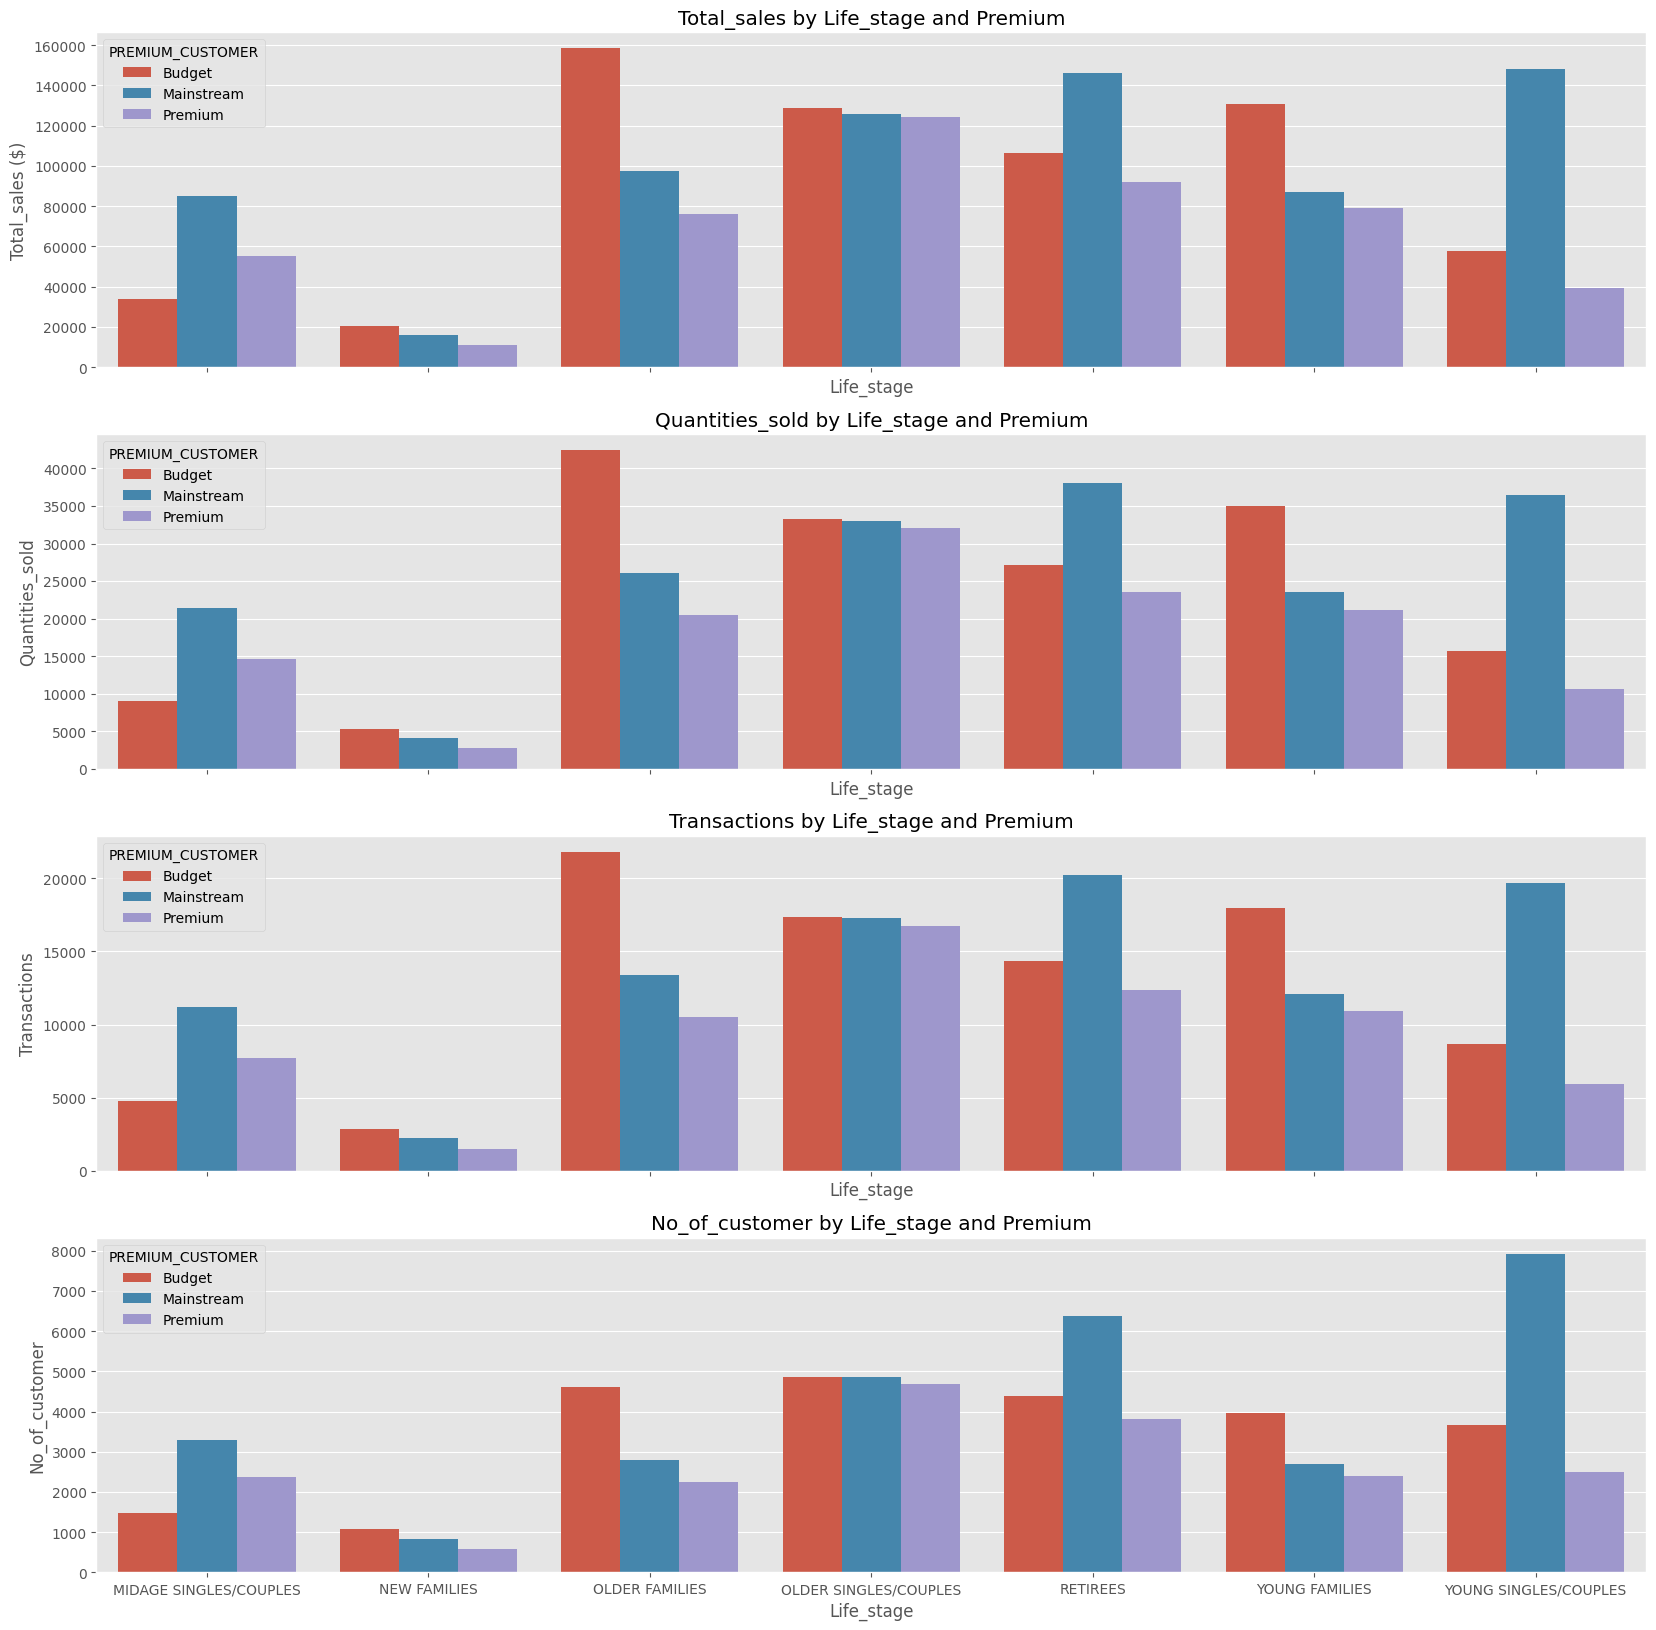 Total_sales by Life_stage and Premium
PREMIUM_CUSTOMER
Budget
Mainstream
Premium
Total_sales ($)
160000
140000
120000
100000
80000
60000
40000
20000
0
Life_stage
Quantities_sold by Life_stage and Premium
PREMIUM_CUSTOMER
Budget
Mainstream
Premium
Quantities_sold
40000
35000
30000
25000
20000
15000
10000
5000
0
Life_stage
Transactions by Life_stage and Premium
PREMIUM_CUSTOMER
Budget
Mainstream
Premium
Transactions
20000
15000
10000
5000
0
Life_stage
No_of_customer by Life_stage and Premium
PREMIUM_CUSTOMER
Budget
Mainstream
Premium
No_of_customer
8000
7000
6000
5000
4000
3000
2000
1000
0
MIDAGE SINGLES/COUPLES
NEW FAMILIES
OLDER FAMILIES
OLDER SINGLES/COUPLES
RETIREES
YOUNG FAMILIES
YOUNG SINGLES/COUPLES
Life_stage